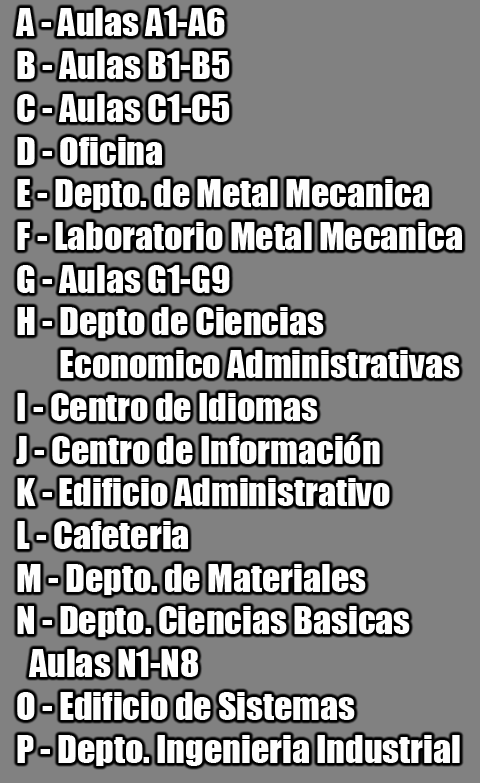 A - Aulas A1-A6
B - Aulas B1-B5
C - Aulas C1-C5
D - Oficina
E - Depto. de Metal Mecanica
F - Laboratorio Metal Mecanica
G - Aulas G1-G9
H - Depto de Ciencias
Economico Administrativas
I - Centro de Idiomas
J - Centro de Información
K - Edificio Administrativo
L - Cafeteria
M - Depto. de Materiales
N - Depto. Ciencias Basicas
Aulas N1-N8
O - Edificio de Sistemas
P - Depto. Ingenieria Industrial